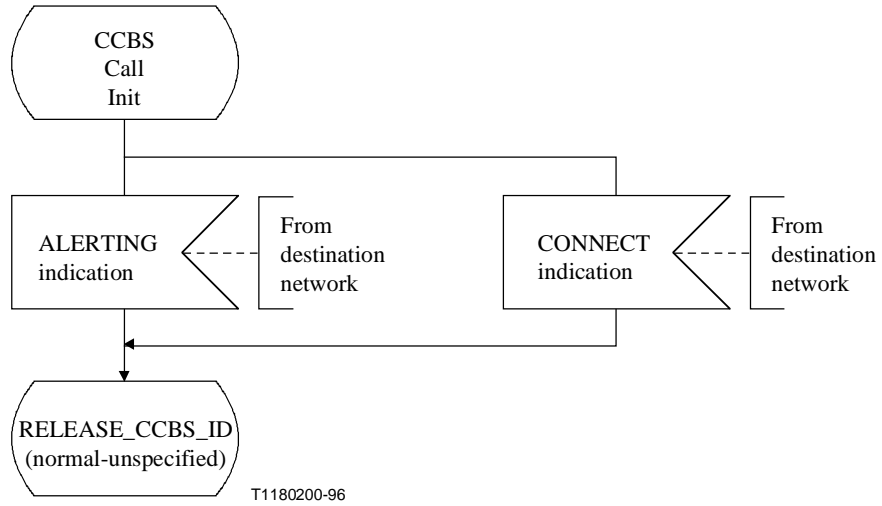 CCBS
Call
Init
ALERTING
indication
From
destination
network
CONNECT
indication
From
destination
network
RELEASE_CCBS_ID
(normal-unspecified)
T1180200-96